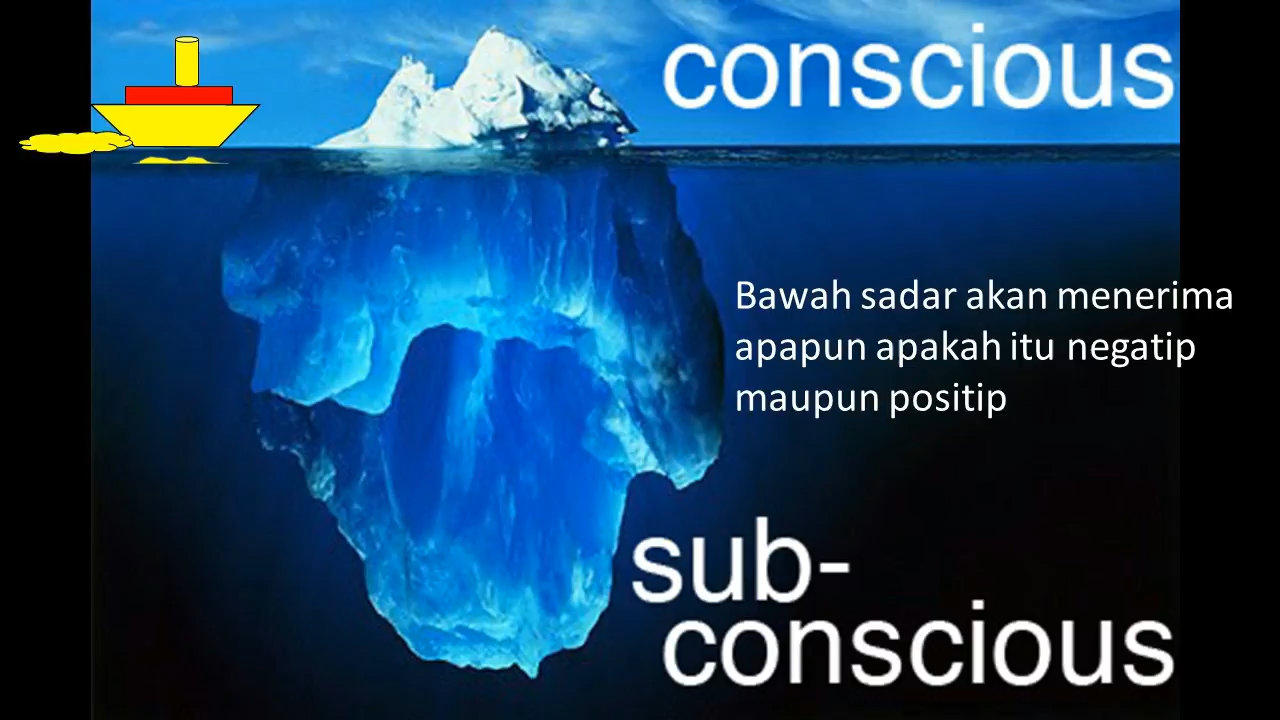 conscious
Bawah sadar akan menerima
apapun apakah itu negatip
maupun positip
sub-
conscious